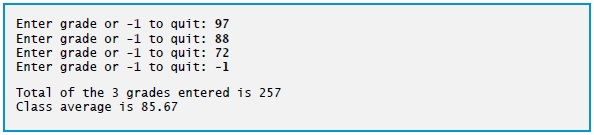 Enter grade or -1 to quit: 97
Enter grade or -1 to quit: 88
Enter grade or -1 to quit: 72
Enter grade or -1 to quit: -1
Total of the 3 grades entered is 257
Class average is 85.67